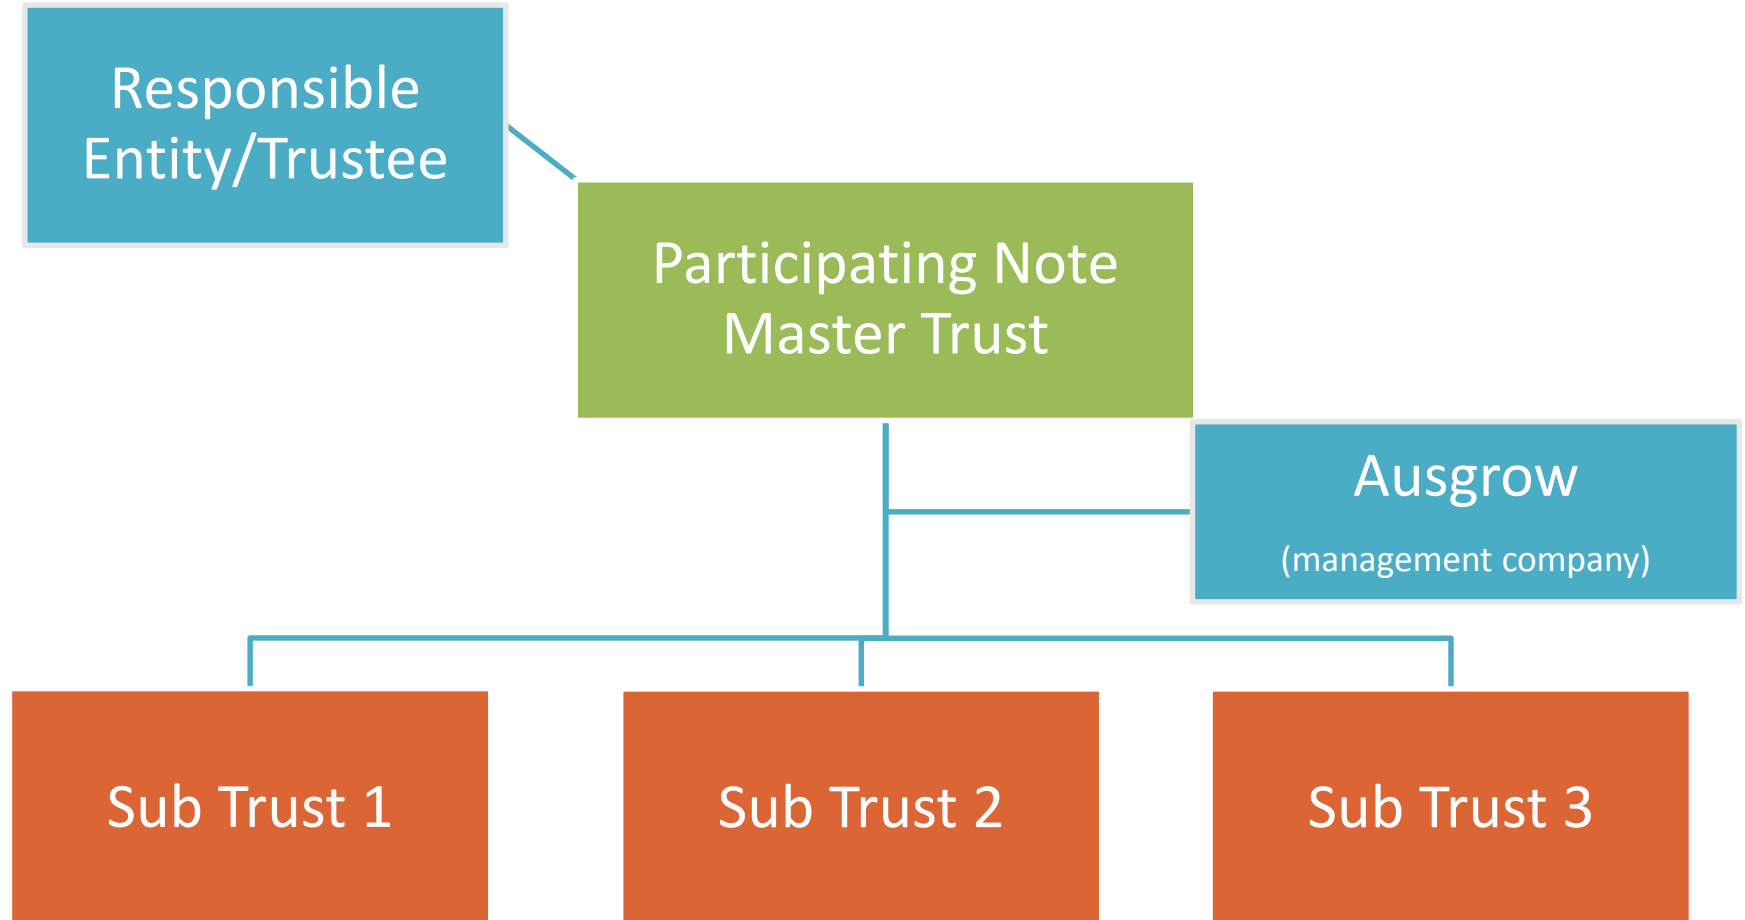 Responsible
Entity/Trustee
Participating Note
Master Trust
Ausgrow
(management company)
Sub Trust 1
Sub Trust 2
Sub Trust 3